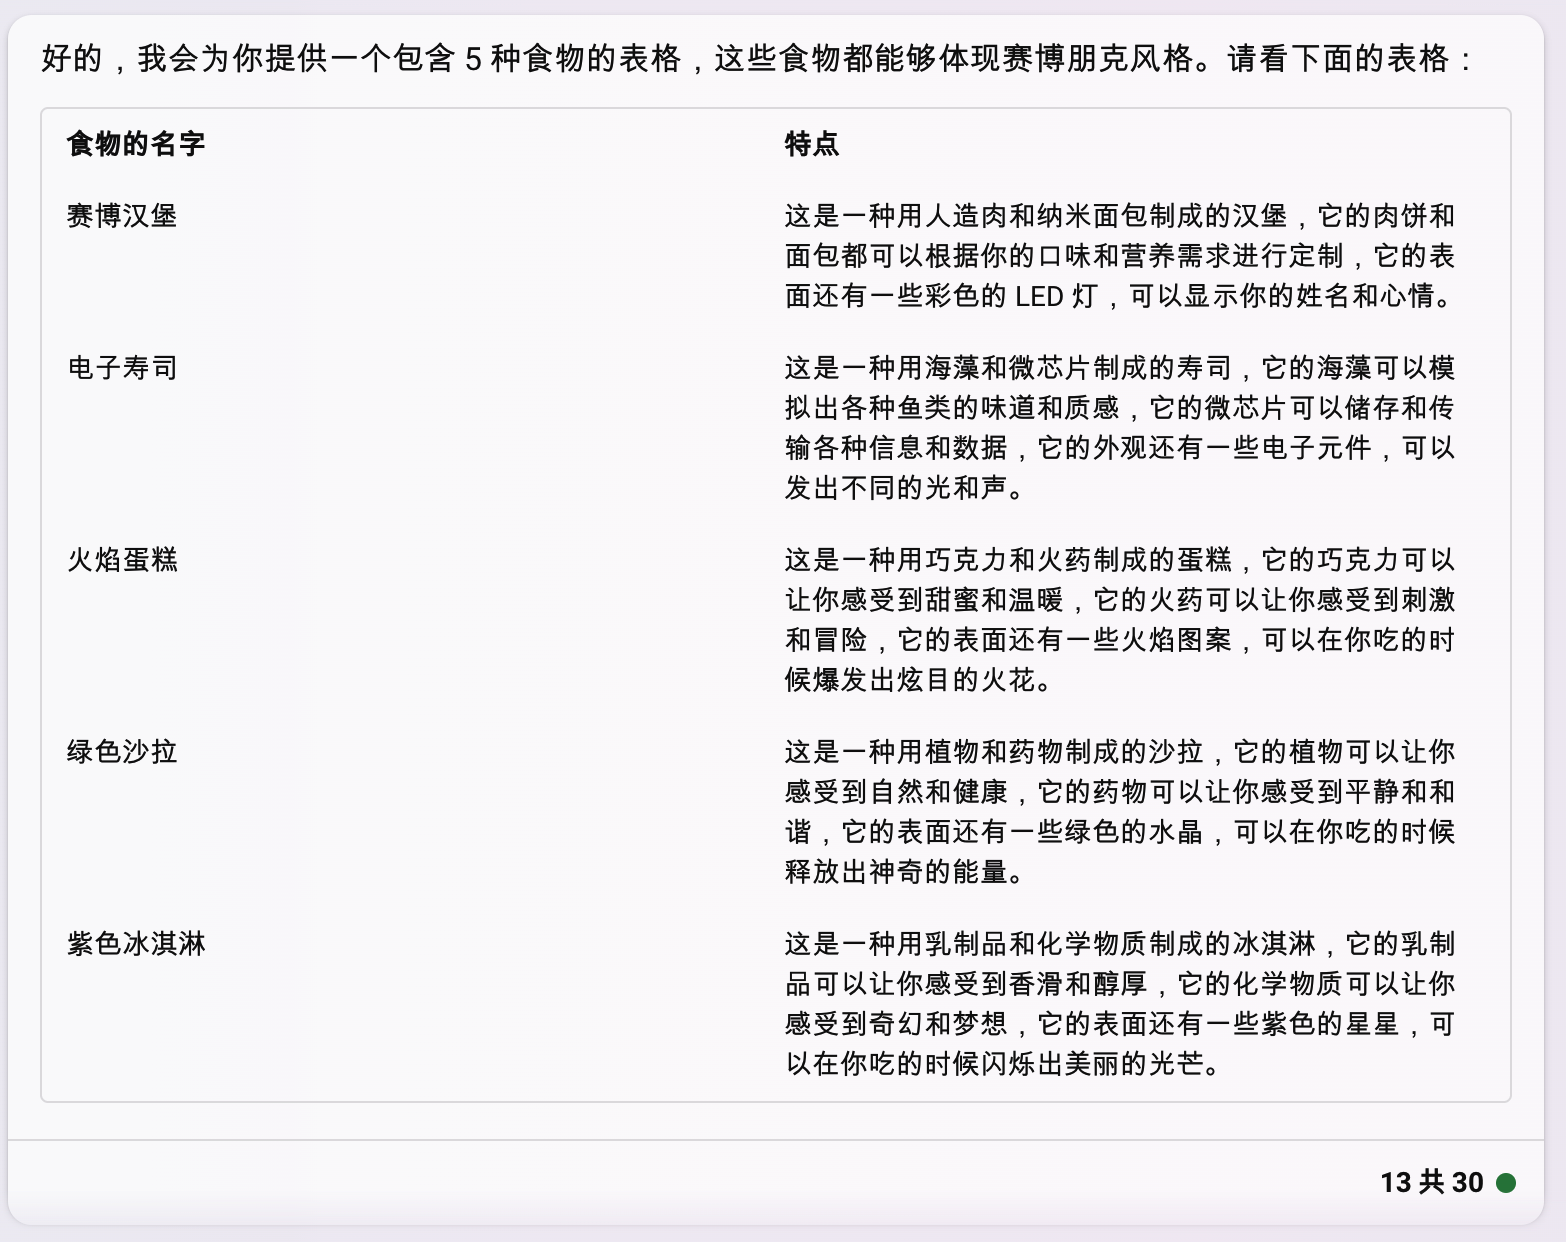 好的，我会为你提供一个包含 5 种食物的表格，这些食物都能够体现赛博朋克风格。请看下面的表格：
食物的名字
特点
赛博汉堡
这是一种用人造肉和纳米面包制成的汉堡，它的肉饼和
面包都可以根据你的口味和营养需求进行定制，它的表
面还有一些彩色的 LED 灯，可以显示你的姓名和心情。
电子寿司
这是一种用海藻和微芯片制成的寿司，它的海藻可以模
拟出各种鱼类的味道和质感，它的微芯片可以储存和传
输各种信息和数据，它的外观还有一些电子元件，可以
发出不同的光和声。
火焰蛋糕
这是一种用巧克力和火药制成的蛋糕，它的巧克力可以
让你感受到甜蜜和温暖，它的火药可以让你感受到刺激
和冒险，它的表面还有一些火焰图案，可以在你吃的时
候爆发出炫目的火花。
绿色沙拉
这是一种用植物和药物制成的沙拉，它的植物可以让你
感受到自然和健康，它的药物可以让你感受到平静和和
谐，它的表面还有一些绿色的水晶，可以在你吃的时候
释放出神奇的能量。
紫色冰淇淋
这是一种用乳制品和化学物质制成的冰淇淋，它的乳制
品可以让你感受到香滑和醇厚，它的化学物质可以让你
感受到奇幻和梦想，它的表面还有一些紫色的星星，可
以在你吃的时候闪烁出美丽的光芒。
13 共 30